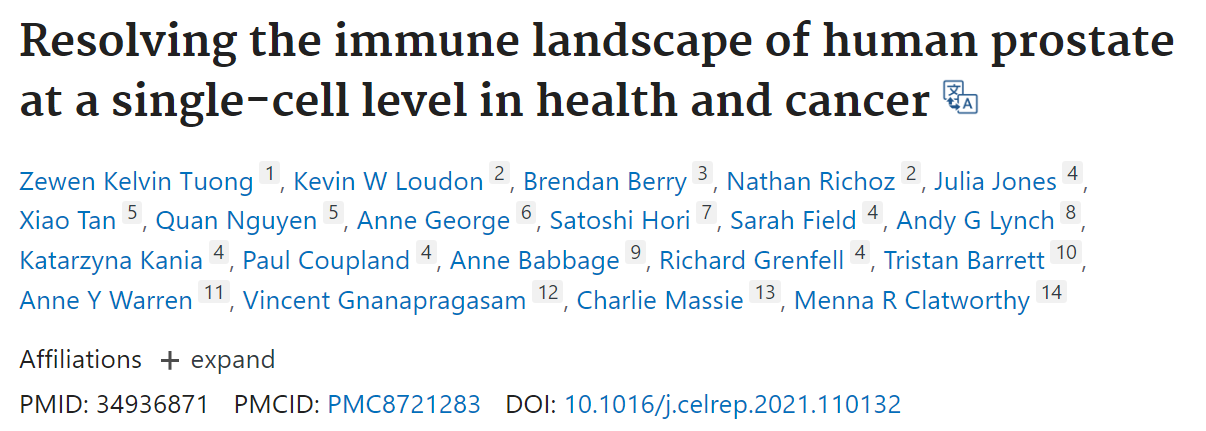 Resolving the immune landscape of human prostate
at a single-cell level in health and cancer
Zewen Kelvin Tuong 1, Kevin W Loudon 2, Brendan Berry 3, Nathan Richoz 2, Julia Jones 4,
Xiao Tan 5, Quan Nguyen 5, Anne George 6, Satoshi Hori 7, Sarah Field 4, Andy G Lynch 8,
Katarzyna Kania 4, Paul Coupland 4, Anne Babbage 9, Richard Grenfell 4, Tristan Barrett 10,
Anne Y Warren 11, Vincent Gnanapragasam 12, Charlie Massie 13, Menna R Clatworthy 14
Affiliations + expand
PMID: 34936871 PMCID: PMC8721283 DOI: 10.1016/j.celrep.2021.110132